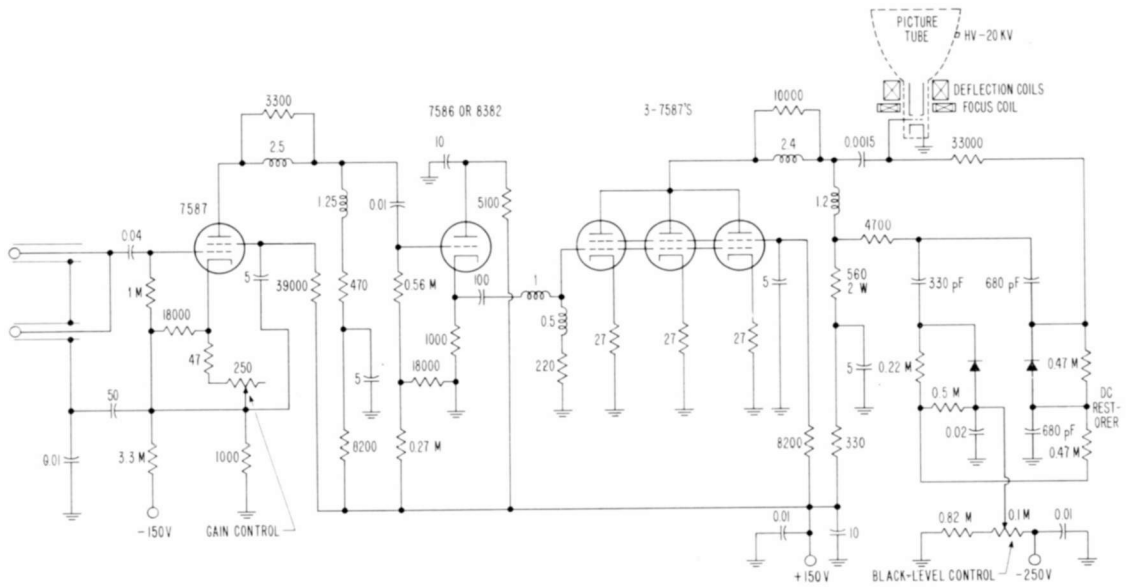 PICTURE
TUBE
HV-20 KV
DEFLECTION COILS
FOCUS COIL
3300
7586 OR 8382
3-7587'S
10000
2.5
10
2.4
0.0015
33000
7587
1.25
0.01
5100
1.2
4700
0.04
1 M
18000
5
39000
470
0.56 M
100
1
0.5
5
560
2 W
330 pF
680 pF
47
250
1000
18000
220
27
27
27
5
5
0.22 M
0.5 M
0.47 M
DC
REST-
ORER
50
0.01
3.3 M
1000
8200
0.27 M
8200
330
0.02
680 pF
0.47 M
-150V
GAIN CONTROL
0.01
10
+150V
0.82 M
0.1 M
0.01
BLACK-LEVEL CONTROL
-250V